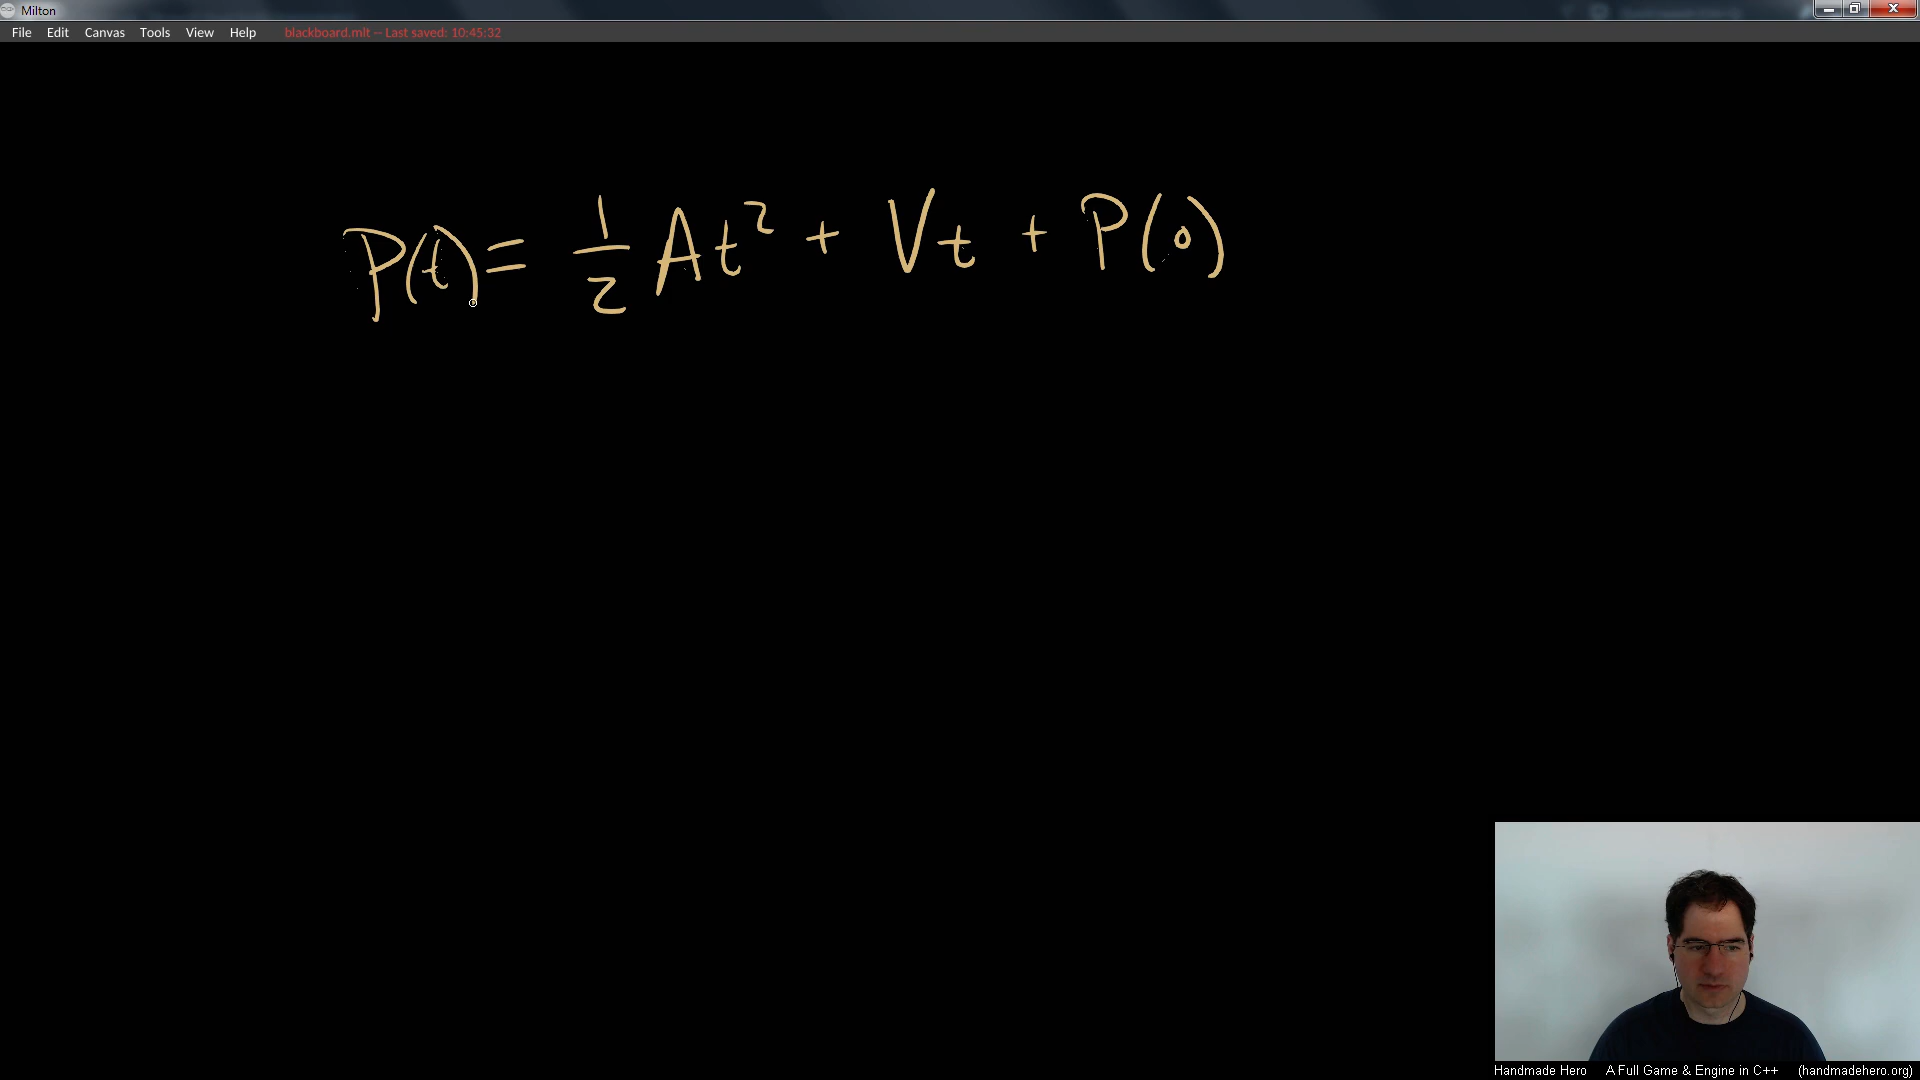 Milton
File Edit Canvas Tools View Help blackboard.mlt -- Last saved: 10:45:32
P(t) = 1/2 At² + Vt + P(0)
Handmade Hero A Full Game & Engine in C++ (handmadehero.org)